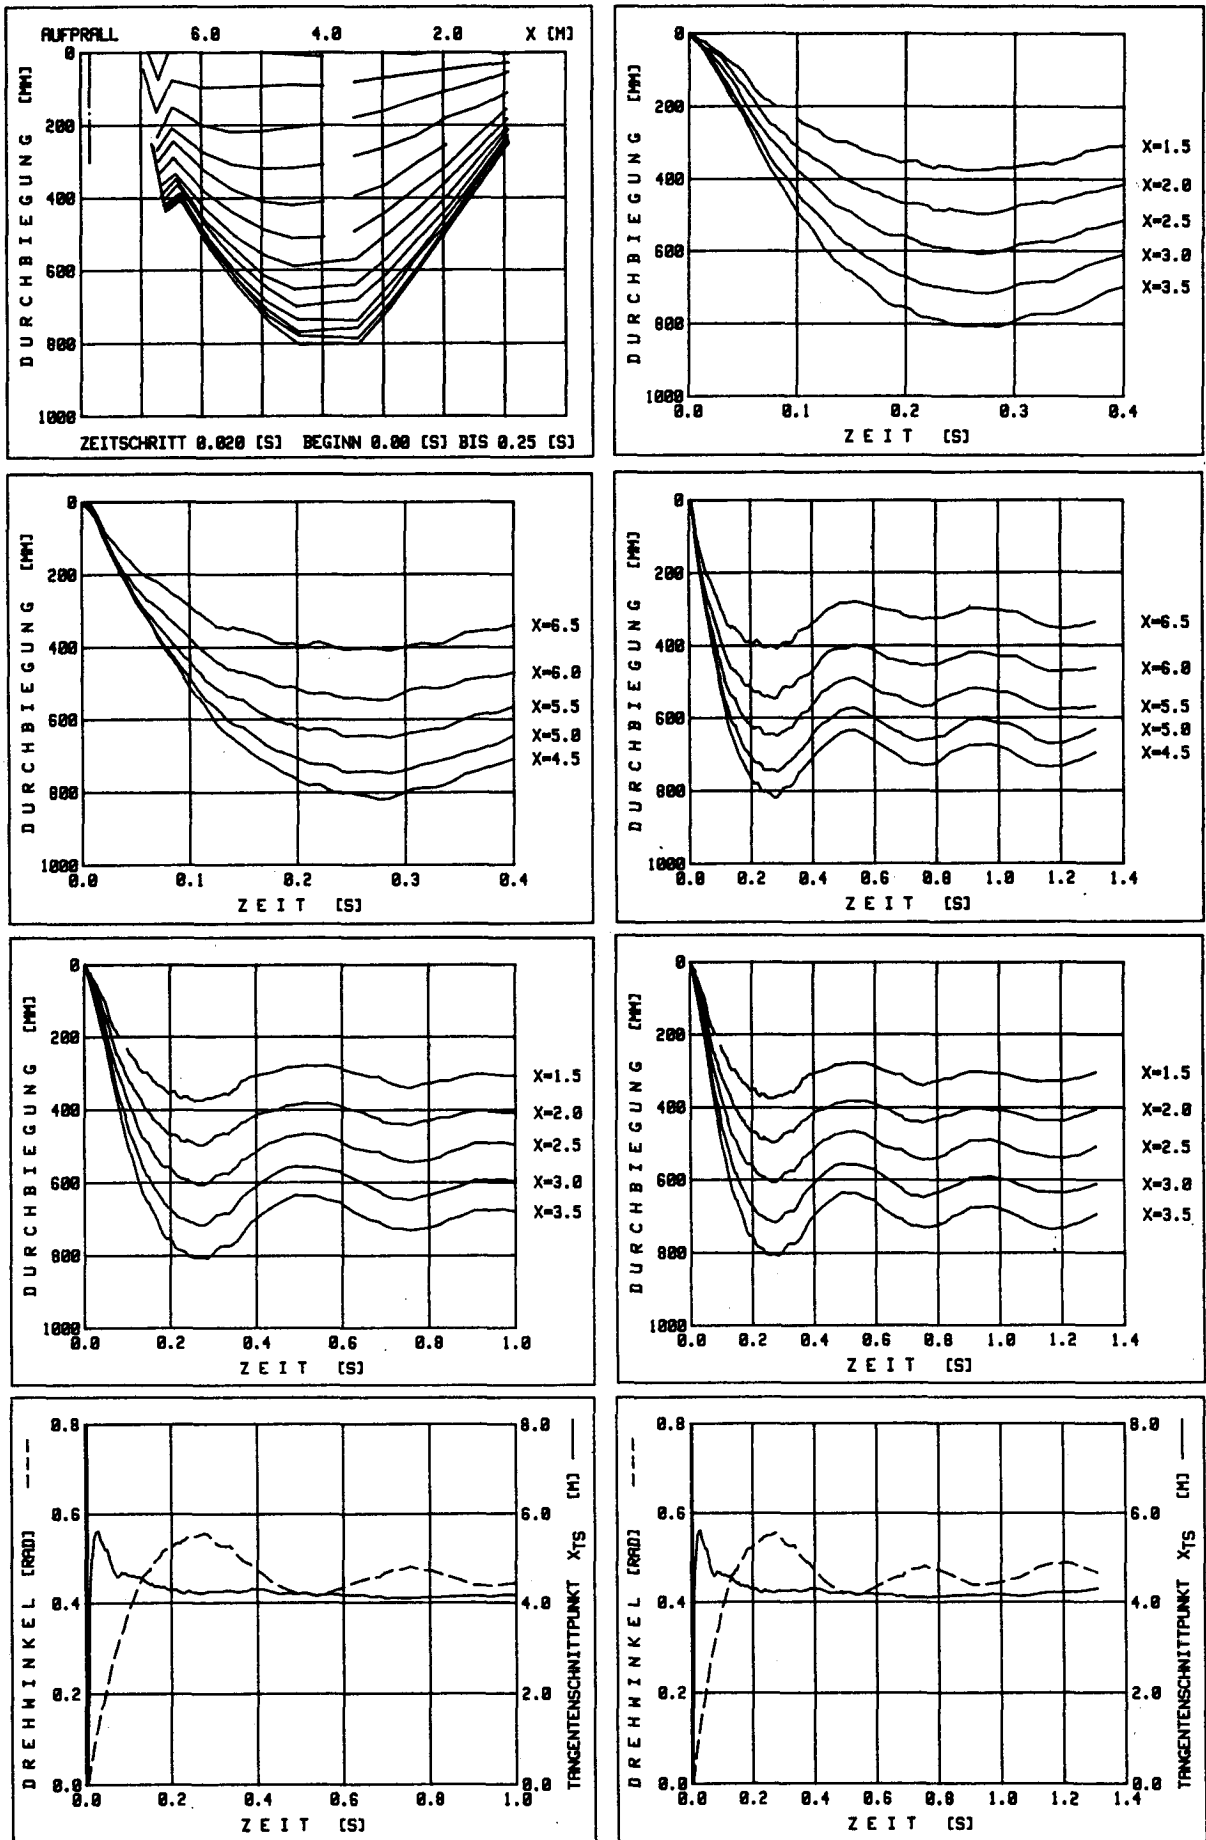 AUFPRALL 6.0 4.0 2.0 X [M]
DURCHBIEGUNG [MM]
0
200
400
600
800
1000
ZEITSCHRITT 0.020 [S] BEGINN 0.00 [S] BIS 0.25 [S]
DURCHBIEGUNG [MM]
0
200
400
600
800
1000
X=1.5
X=2.0
X=2.5
X=3.0
X=3.5
0.0 0.1 0.2 0.3 0.4
ZEIT [S]
DURCHBIEGUNG [MM]
0
200
400
600
800
1000
X=6.5
X=6.0
X=5.5
X=5.0
X=4.5
0.0 0.1 0.2 0.3 0.4
ZEIT [S]
DURCHBIEGUNG [MM]
0
200
400
600
800
1000
X=6.5
X=6.0
X=5.5
X=5.0
X=4.5
0.0 0.2 0.4 0.6 0.8 1.0 1.2 1.4
ZEIT [S]
DURCHBIEGUNG [MM]
0
200
400
600
800
1000
X=1.5
X=2.0
X=2.5
X=3.0
X=3.5
0.0 0.2 0.4 0.6 0.8 1.0
ZEIT [S]
DURCHBIEGUNG [MM]
0
200
400
600
800
1000
X=1.5
X=2.0
X=2.5
X=3.0
X=3.5
0.0 0.2 0.4 0.6 0.8 1.0 1.2 1.4
ZEIT [S]
DREHWINKEL [RAD]
0.8
0.6
0.4
0.2
0.0
8.0
6.0
4.0
2.0
0.0
TANGENTENSCHNITTPUNKT XTS [M]
0.0 0.2 0.4 0.6 0.8 1.0
ZEIT [S]
DREHWINKEL [RAD]
0.8
0.6
0.4
0.2
0.0
8.0
6.0
4.0
2.0
0.0
TANGENTENSCHNITTPUNKT XTS [M]
0.0 0.2 0.4 0.6 0.8 1.0 1.2 1.4
ZEIT [S]